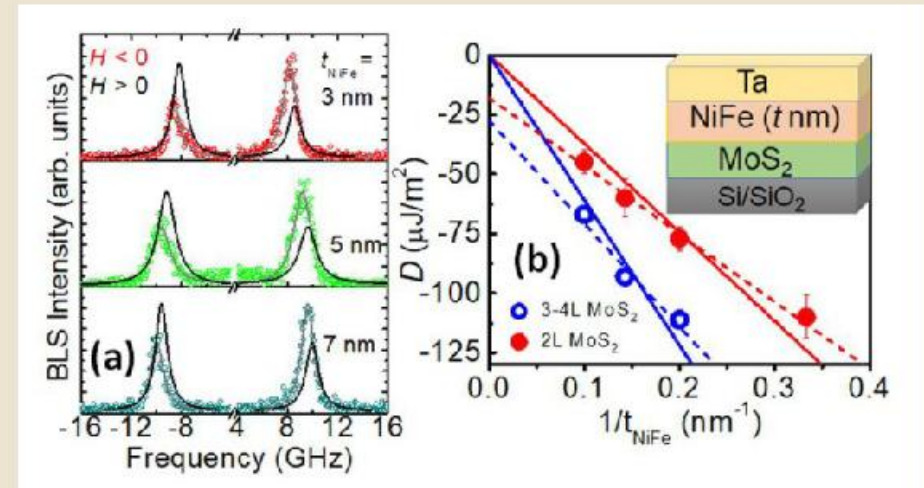 H < 0
H > 0
t_NiFe =
3 nm
5 nm
7 nm
(a)
BLS Intensity (arb. units)
-16 -12 -8 4 8 12 16
Frequency (GHz)
0
-25
-50
-75
-100
-125
D (μJ/m²)
Ta
NiFe (t nm)
MoS₂
Si/SiO₂
(b)
3-4L MoS₂
2L MoS₂
0.0 0.1 0.2 0.3 0.4
1/t_NiFe (nm⁻¹)